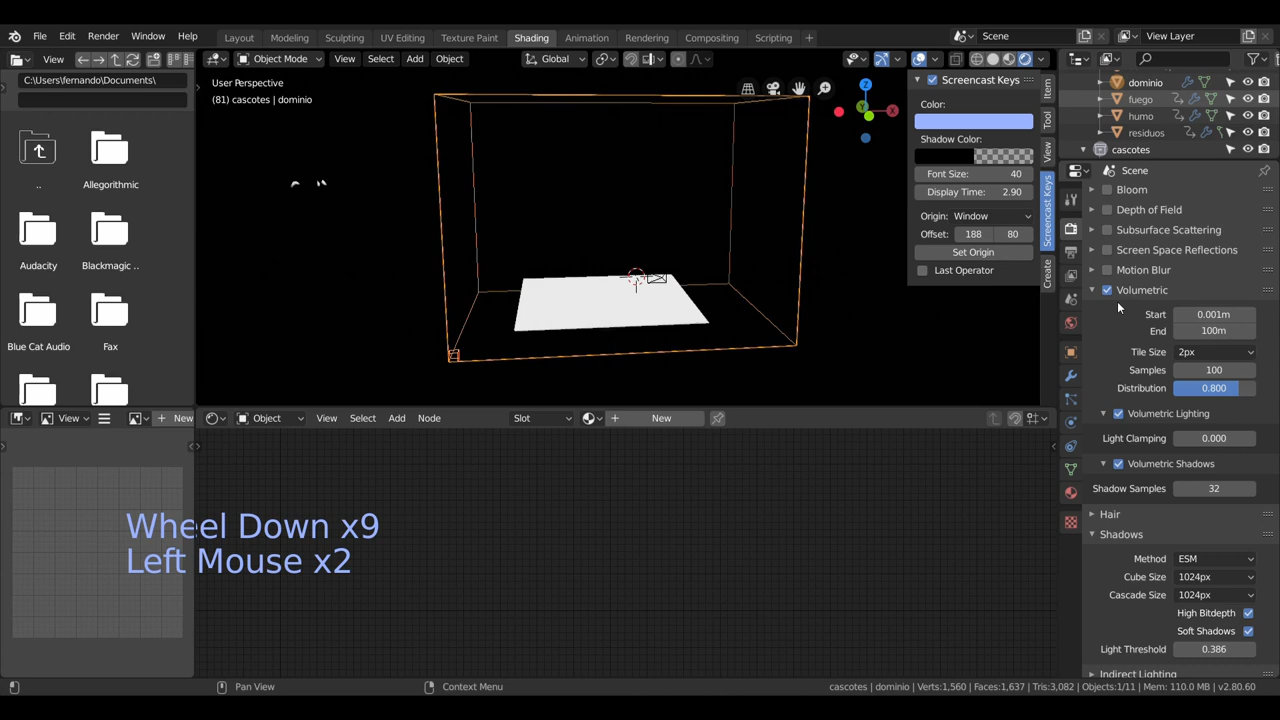 File Edit Render Window Help Layout Modeling Sculpting UV Editing Texture Paint Shading Animation Rendering Compositing Scripting + Scene View Layer
View Object Mode View Select Add Object Global
C:\Users\fernando\Documents\
User Perspective
(81) cascotes | dominio
Screencast Keys
Color:
Shadow Color:
Font Size: 40
Display Time: 2.90
Origin: Window
Offset: 188 80
Set Origin
Last Operator
Item
Tool
View
Screencast Keys
Create
..
Allegorithmic
Audacity
Blackmagic ..
Blue Cat Audio
Fax
dominio
fuego
humo
residuos
cascotes
Scene
Bloom
Depth of Field
Subsurface Scattering
Screen Space Reflections
Motion Blur
Volumetric
Start 0.001m
End 100m
Tile Size 2px
Samples 100
Distribution 0.800
Volumetric Lighting
Light Clamping 0.000
Volumetric Shadows
Shadow Samples 32
Hair
Shadows
Method ESM
Cube Size 1024px
Cascade Size 1024px
High Bitdepth
Soft Shadows
Light Threshold 0.386
Indirect Lighting
View + New Object View Select Add Node Slot + New
Wheel Down x9
Left Mouse x2
Pan View Context Menu cascotes | dominio | Verts:1,560 | Faces:1,637 | Tris:3,082 | Objects:1/11 | Mem: 110.0 MB | v2.80.60